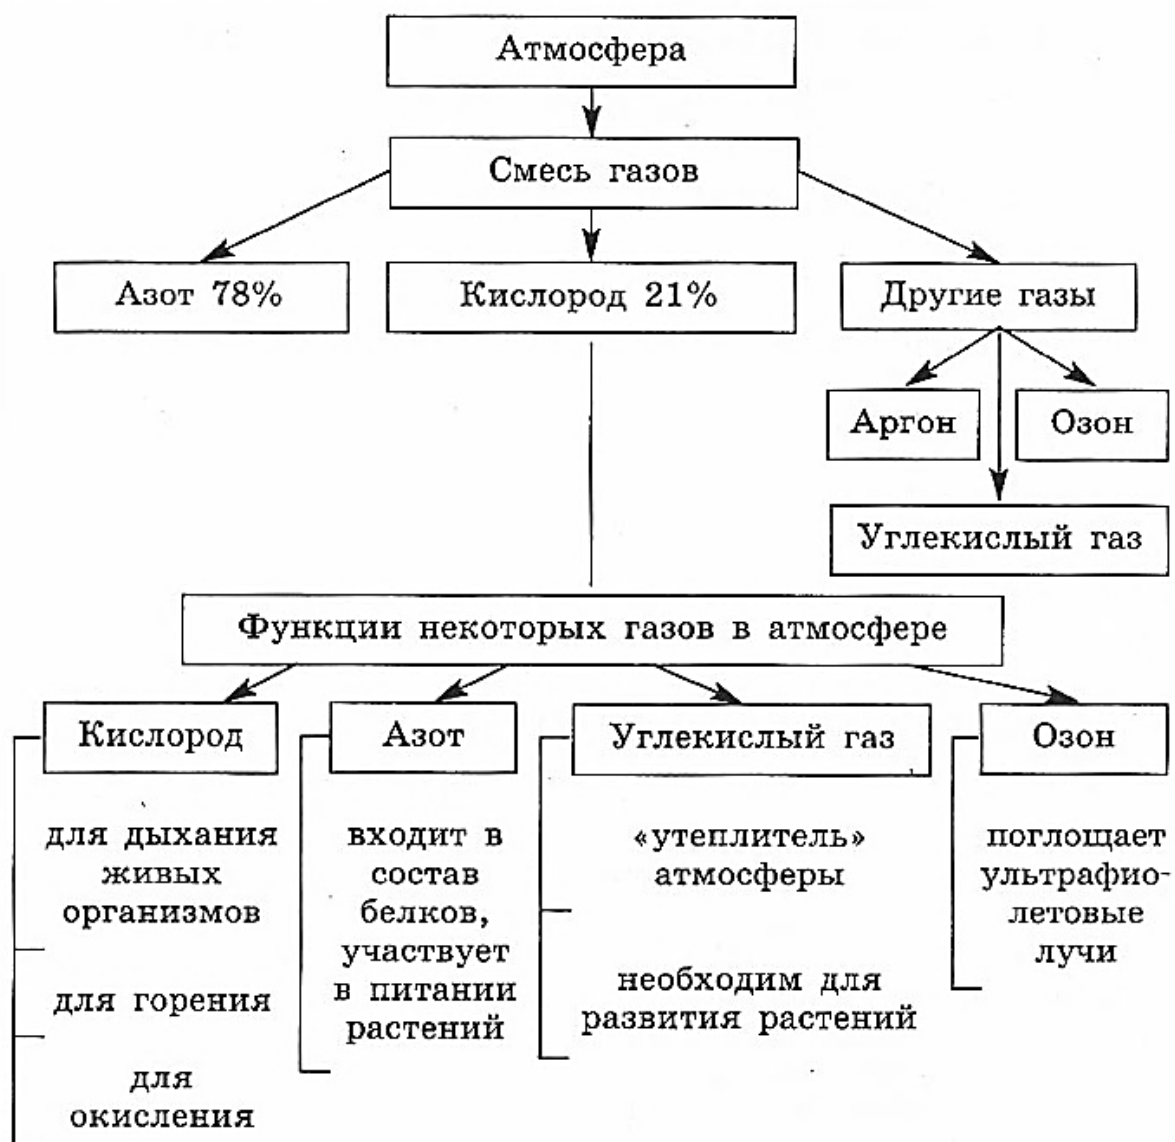 Атмосфера
Смесь газов
Азот 78%
Кислород 21%
Другие газы
Аргон
Озон
Углекислый газ
Функции некоторых газов в атмосфере
Кислород
для дыхания
живых
организмов
для горения
для
окисления
Азот
входит в
состав
белков,
участвует
в питании
растений
Углекислый газ
«утеплитель»
атмосферы
необходим для
развития растений
Озон
поглощает
ультрафио-
летовые
лучи